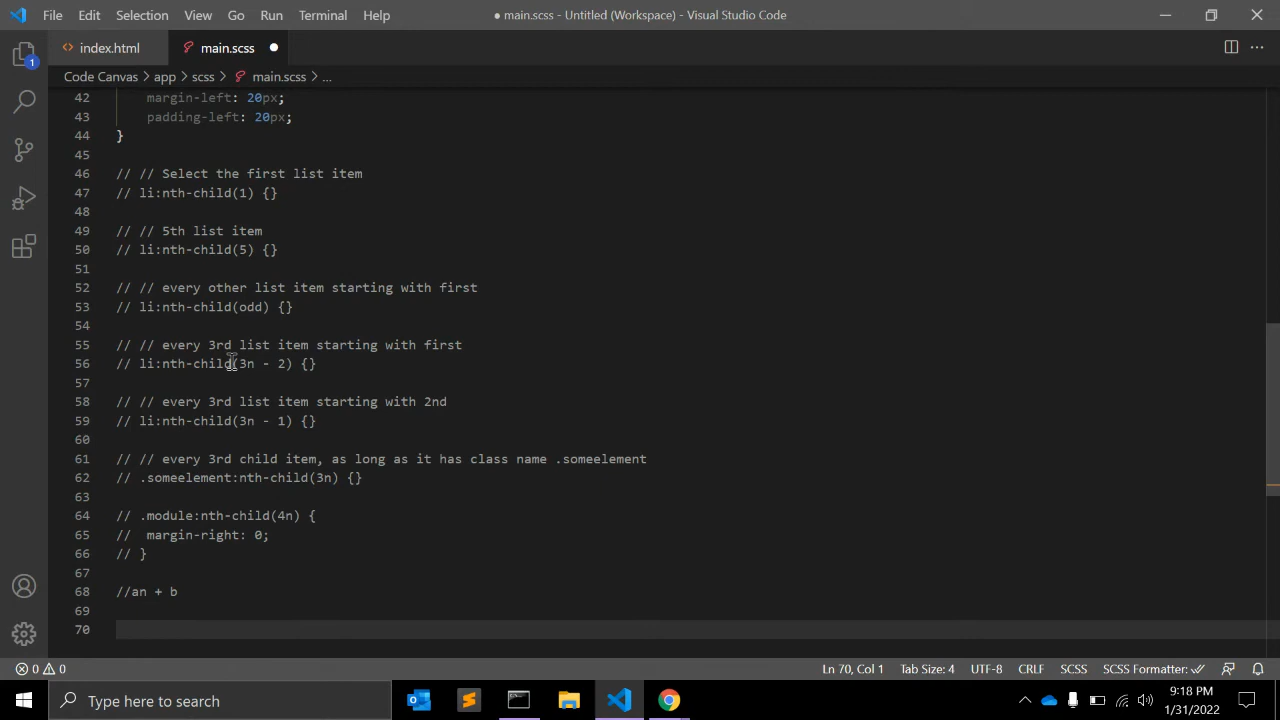 File Edit Selection View Go Run Terminal Help ● main.scss - Untitled (Workspace) - Visual Studio Code
1
<> index.html main.scss ●
Code Canvas > app > scss > main.scss > ...
42 margin-left: 20px;
43 padding-left: 20px;
44 }
45
46 // // Select the first list item
47 // li:nth-child(1) {}
48
49 // // 5th list item
50 // li:nth-child(5) {}
51
52 // // every other list item starting with first
53 // li:nth-child(odd) {}
54
55 // // every 3rd list item starting with first
56 // li:nth-child(3n - 2) {}
57
58 // // every 3rd list item starting with 2nd
59 // li:nth-child(3n - 1) {}
60
61 // // every 3rd child item, as long as it has class name .someelement
62 // .someelement:nth-child(3n) {}
63
64 // .module:nth-child(4n) {
65 //  margin-right: 0;
66 // }
67
68 //an + b
69
70
0 0 Ln 70, Col 1 Tab Size: 4 UTF-8 CRLF SCSS SCSS Formatter:
Type here to search
9:18 PM
1/31/2022